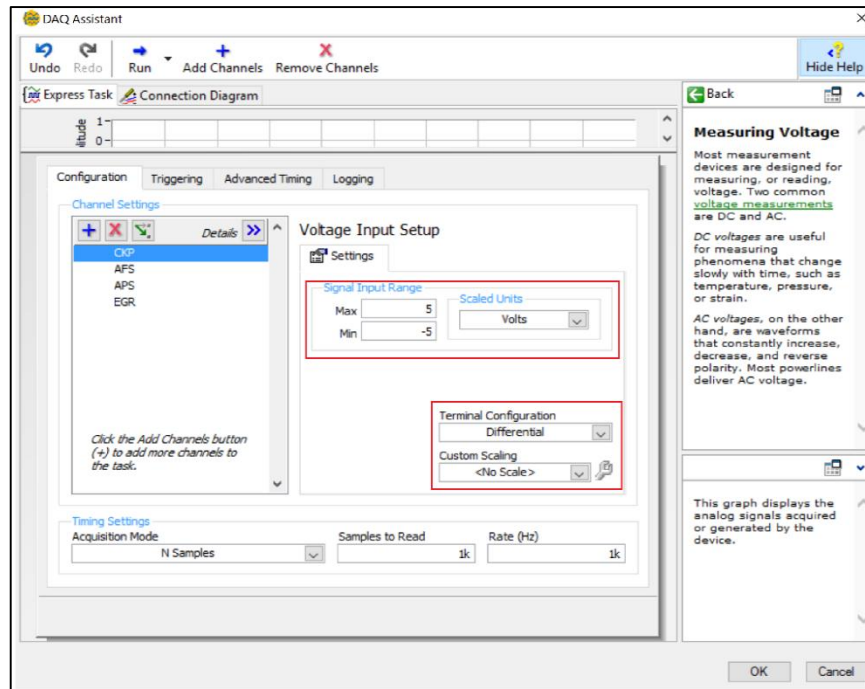 DAQ Assistant
Undo Redo Run Add Channels Remove Channels Hide Help
Express Task Connection Diagram
1
0
Configuration Triggering Advanced Timing Logging
Channel Settings
Details
CKP
AFS
APS
EGR
Click the Add Channels button
(+) to add more channels to
the task.
Voltage Input Setup
Settings
Signal Input Range
Max 5
Min -5
Scaled Units
Volts
Terminal Configuration
Differential
Custom Scaling
<No Scale>
Timing Settings
Acquisition Mode Samples to Read Rate (Hz)
N Samples 1k 1k
Back
Measuring Voltage
Most measurement
devices are designed for
measuring, or reading,
voltage. Two common
voltage measurements
are DC and AC.
DC voltages are useful
for measuring
phenomena that change
slowly with time, such as
temperature, pressure,
or strain.
AC voltages, on the other
hand, are waveforms
that constantly increase,
decrease, and reverse
polarity. Most powerlines
deliver AC voltage.
This graph displays the
analog signals acquired
or generated by the
device.
OK Cancel